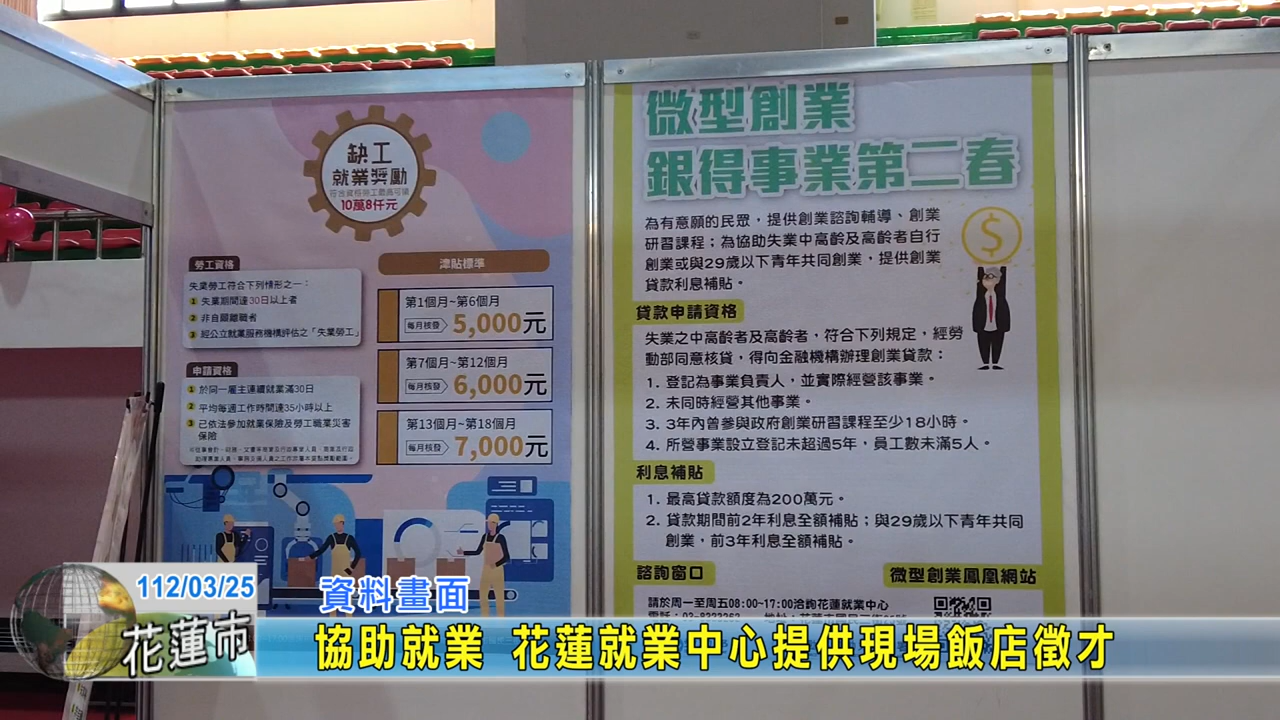 缺工
就業獎勵
符合資格勞工最高可領
10萬8仟元
勞工資格
失業勞工符合下列情形之一：
1 失業期間達30日以上者
2 非自願離職者
3 經公立就業服務機構評估之「失業勞工」
申請資格
1 於同一雇主連續就業滿30日
2 平均每週工作時間達35小時以上
3 已依法參加就業保險及勞工職業災害
保險
津貼標準
第1個月~第6個月
每月核發 5,000元
第7個月~第12個月
每月核發 6,000元
第13個月~第18個月
每月核發 7,000元
微型創業
銀得事業第二春
為有意願的民眾，提供創業諮詢輔導、創業
研習課程；為協助失業中高齡及高齡者自行
創業或與29歲以下青年共同創業，提供創業
貸款利息補貼。
貸款申請資格
失業之中高齡者及高齡者，符合下列規定，經勞
動部同意核貸，得向金融機構辦理創業貸款：
1. 登記為事業負責人，並實際經營該事業。
2. 未同時經營其他事業。
3. 3年內曾參與政府創業研習課程至少18小時。
4. 所營事業設立登記未超過5年，員工數未滿5人。
利息補貼
1. 最高貸款額度為200萬元。
2. 貸款期間前2年利息全額補貼；與29歲以下青年共同
創業，前3年利息全額補貼。
諮詢窗口
微型創業鳳凰網站
請於周一至周五08:00~17:00洽詢花蓮就業中心
112/03/25
花蓮市
資料畫面
協助就業 花蓮就業中心提供現場飯店徵才